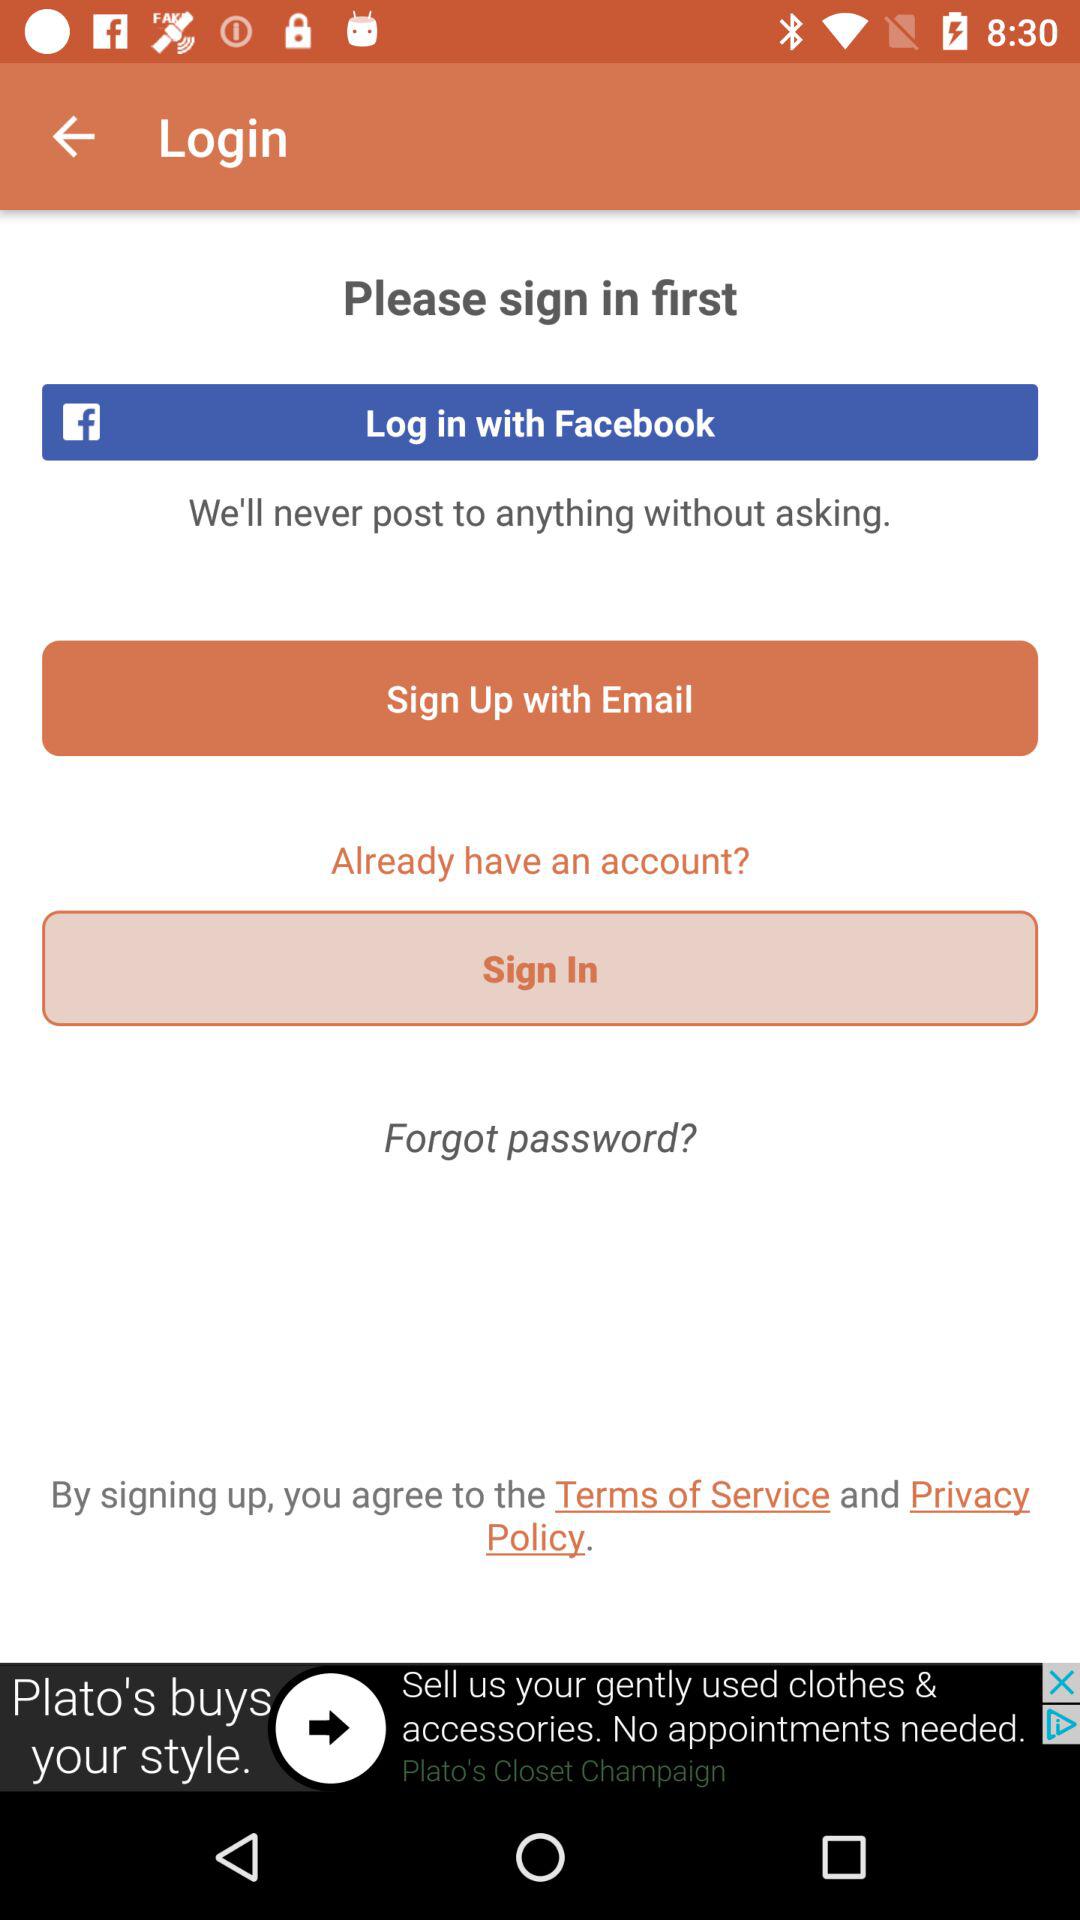 FAKE
8:30
Login
Please sign in first
Log in with Facebook
We'll never post to anything without asking.
Sign Up with Email
Already have an account?
Sign In
Forgot password?
By signing up, you agree to the Terms of Service and Privacy
Policy.
Plato's buys
your style.
Sell us your gently used clothes &
accessories. No appointments needed.
Plato's Closet Champaign